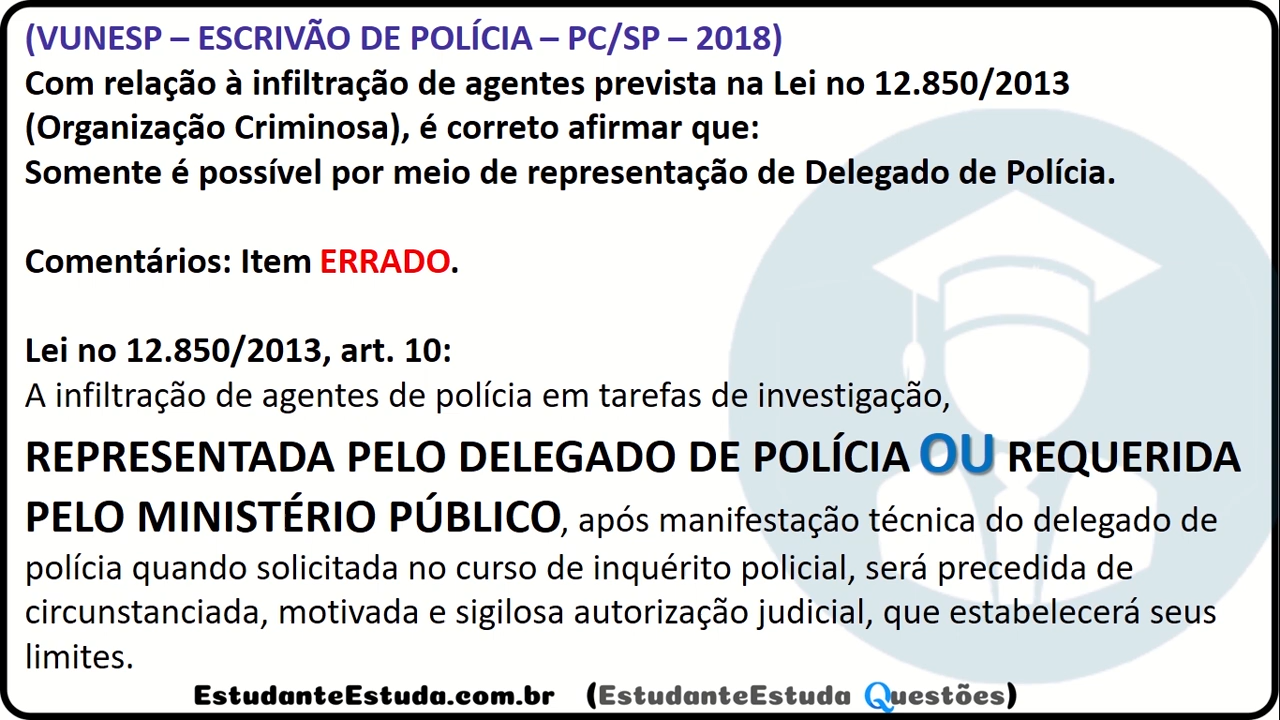 (VUNESP – ESCRIVÃO DE POLÍCIA – PC/SP – 2018)
Com relação à infiltração de agentes prevista na Lei no 12.850/2013
(Organização Criminosa), é correto afirmar que:
Somente é possível por meio de representação de Delegado de Polícia.
Comentários: Item ERRADO.
Lei no 12.850/2013, art. 10:
A infiltração de agentes de polícia em tarefas de investigação,
REPRESENTADA PELO DELEGADO DE POLÍCIA OU REQUERIDA
PELO MINISTÉRIO PÚBLICO, após manifestação técnica do delegado de
polícia quando solicitada no curso de inquérito policial, será precedida de
circunstanciada, motivada e sigilosa autorização judicial, que estabelecerá seus
limites.
EstudanteEstuda.com.br (EstudanteEstuda Questões)